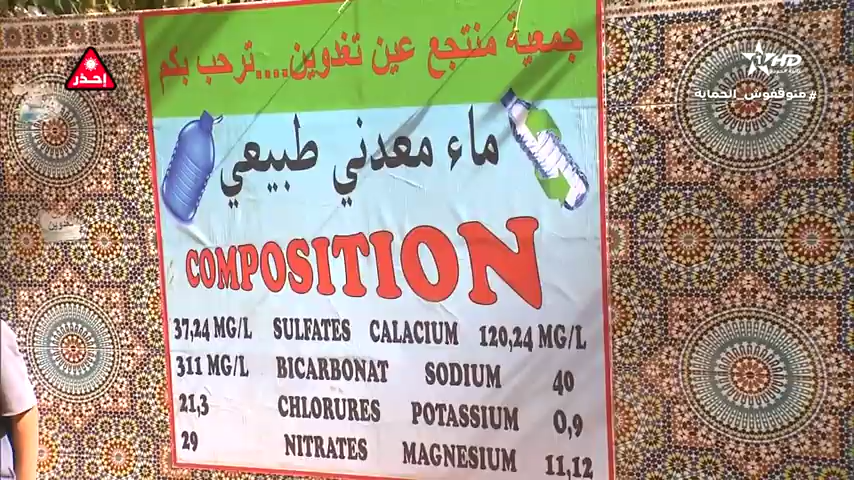 إحذر
HD
#منوقفوش_الحماية
جمعية منتجع عين تغدوين....ترحب بكم
ماء معدني طبيعي
COMPOSITION
37,24 MG/L SULFATES CALACIUM 120,24 MG/L
311 MG/L BICARBONAT SODIUM 40
21,3 CHLORURES POTASSIUM 0,9
29 NITRATES MAGNESIUM 11,12